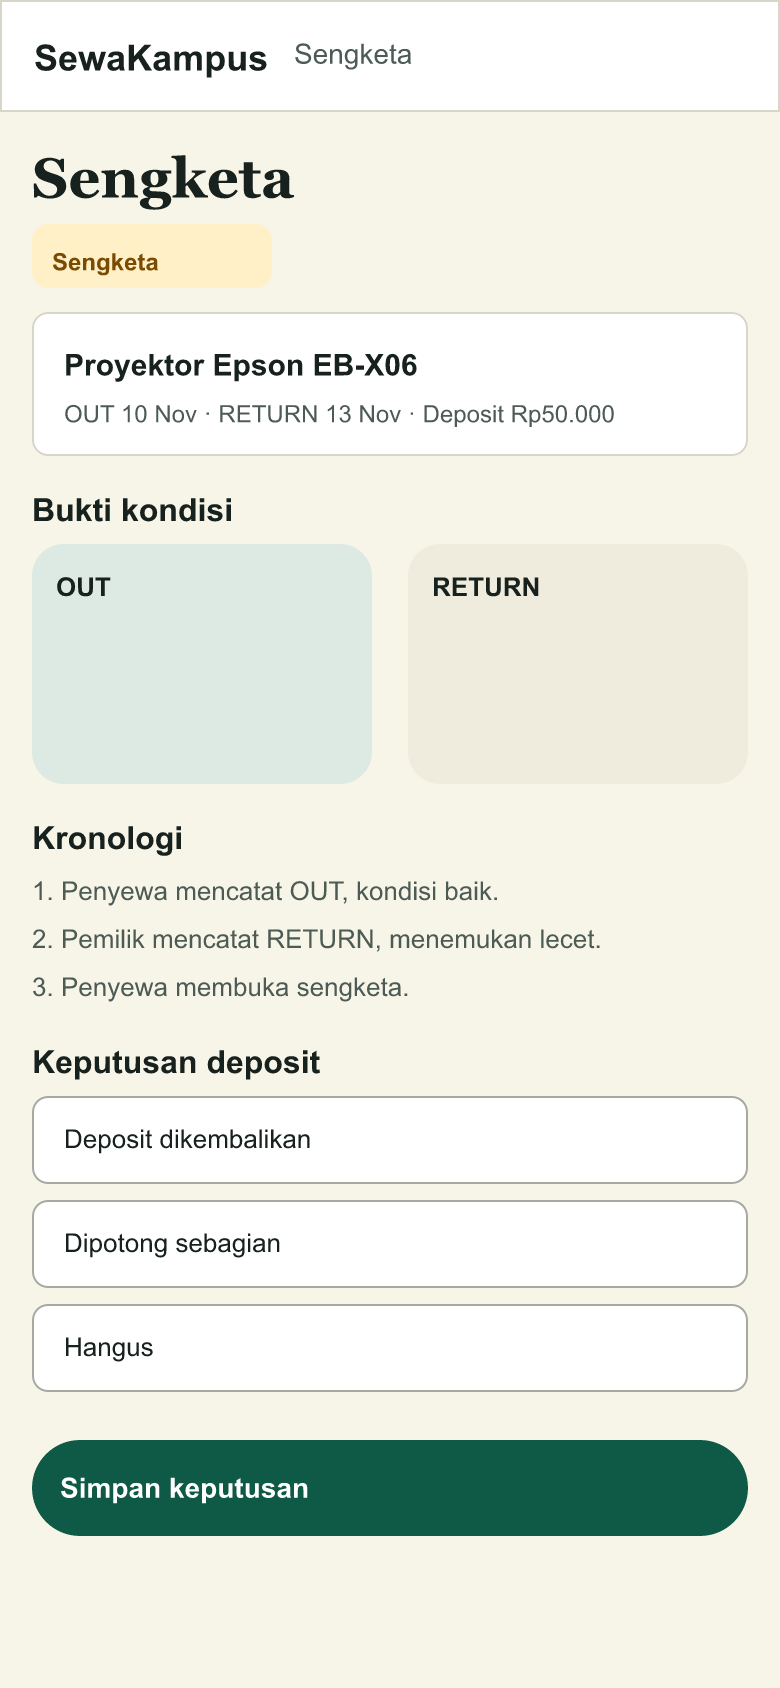 SewaKampus Sengketa
Sengketa
Sengketa
Proyektor Epson EB-X06
OUT 10 Nov · RETURN 13 Nov · Deposit Rp50.000
Bukti kondisi
OUT
RETURN
Kronologi
1. Penyewa mencatat OUT, kondisi baik.
2. Pemilik mencatat RETURN, menemukan lecet.
3. Penyewa membuka sengketa.
Keputusan deposit
Deposit dikembalikan
Dipotong sebagian
Hangus
Simpan keputusan